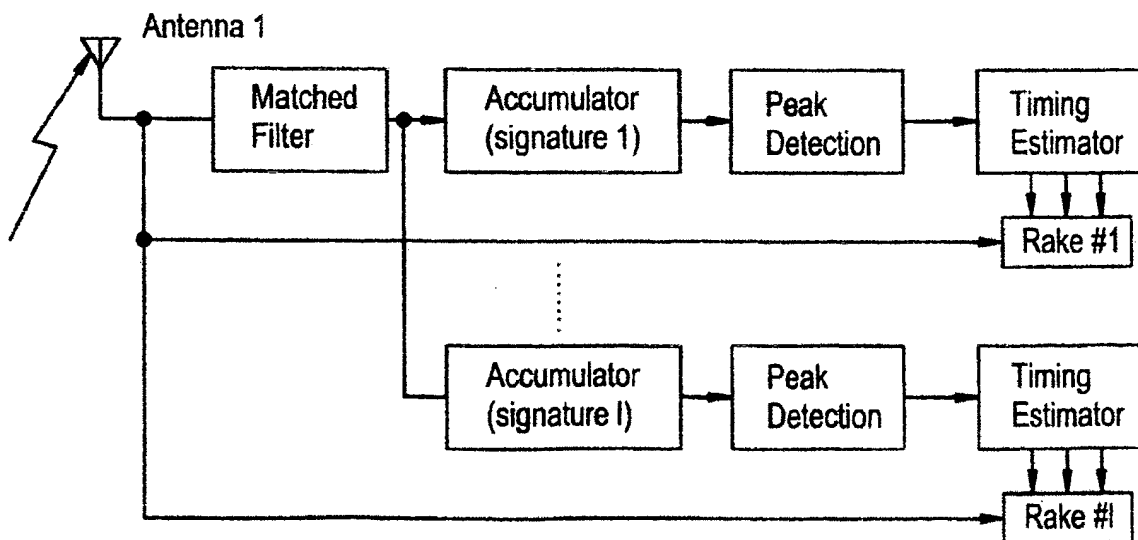 Antenna 1
Matched
Filter
Accumulator
(signature 1)
Peak
Detection
Timing
Estimator
Rake #1
Accumulator
(signature I)
Peak
Detection
Timing
Estimator
Rake #I